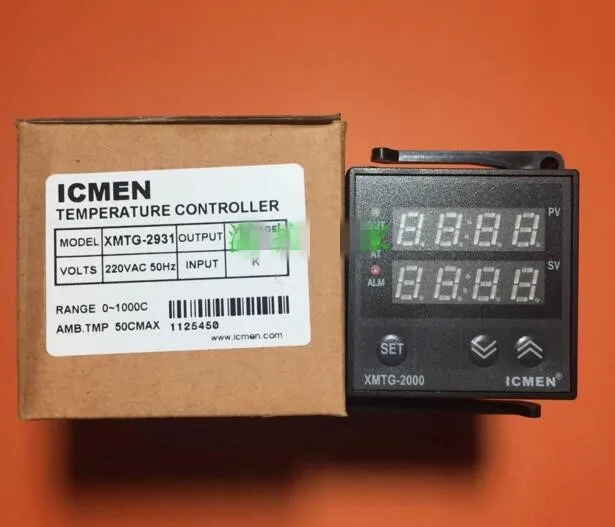 ICMEN
TEMPERATURE CONTROLLER
MODEL XMTG-2931 OUTPUT
VOLTS 220VAC 50Hz INPUT K
RANGE 0~1000C
AMB.TMP 50CMAX 1125450
www.icmen.com
OUT PV
AT
SV
ALM
SET
XMTG-2000 ICMEN®